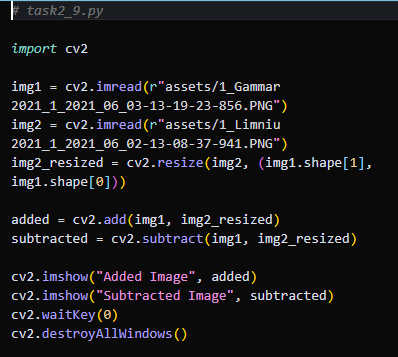 # task2_9.py
import cv2
img1 = cv2.imread(r"assets/1_Gammar
2021_1_2021_06_03-13-19-23-856.PNG")
img2 = cv2.imread(r"assets/1_Limniu
2021_1_2021_06_02-13-08-37-941.PNG")
img2_resized = cv2.resize(img2, (img1.shape[1],
img1.shape[0]))
added = cv2.add(img1, img2_resized)
subtracted = cv2.subtract(img1, img2_resized)
cv2.imshow("Added Image", added)
cv2.imshow("Subtracted Image", subtracted)
cv2.waitKey(0)
cv2.destroyAllWindows()